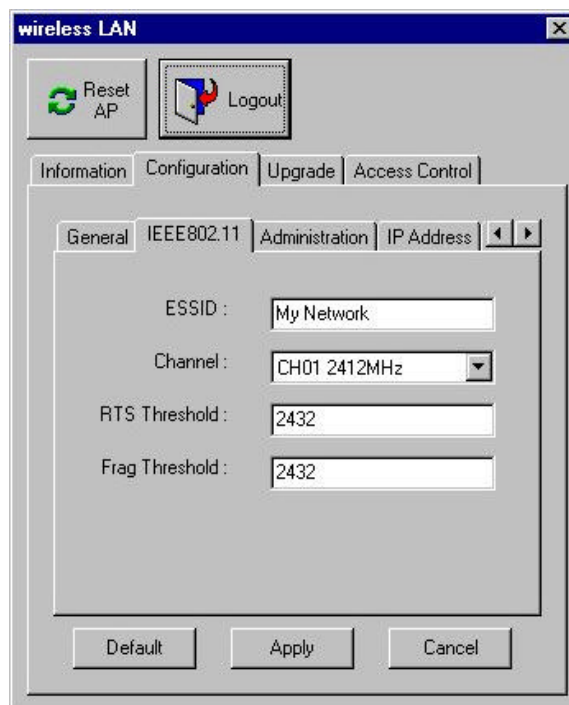 wireless LAN
Reset AP
Logout
Information Configuration Upgrade Access Control
General IEEE802.11 Administration IP Address
ESSID : My Network
Channel : CH01 2412MHz
RTS Threshold : 2432
Frag Threshold : 2432
Default Apply Cancel